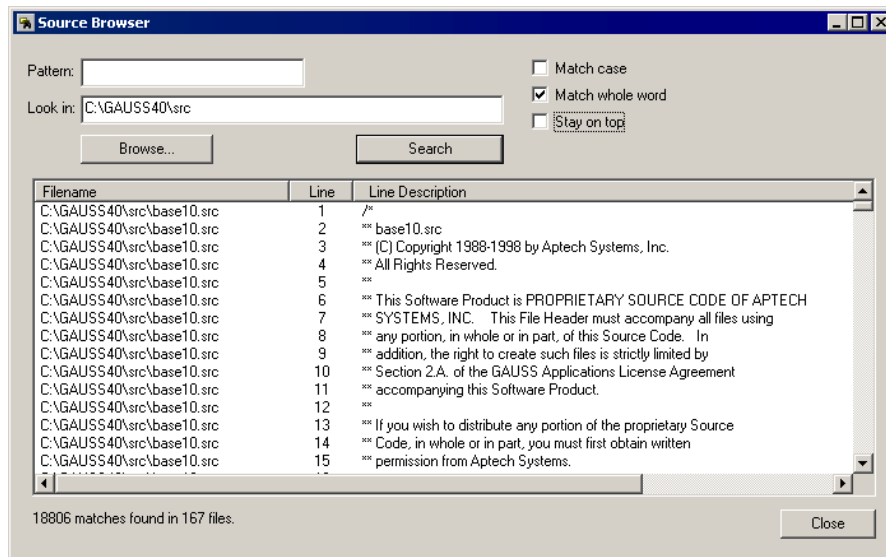 Source Browser
Pattern:
Match case
Match whole word
Look in: C:\GAUSS40\src
Stay on top
Browse...
Search
Filename Line Line Description
C:\GAUSS40\src\base10.src 1 /*
C:\GAUSS40\src\base10.src 2 ** base10.src
C:\GAUSS40\src\base10.src 3 ** (C) Copyright 1988-1998 by Aptech Systems, Inc.
C:\GAUSS40\src\base10.src 4 ** All Rights Reserved.
C:\GAUSS40\src\base10.src 5 **
C:\GAUSS40\src\base10.src 6 ** This Software Product is PROPRIETARY SOURCE CODE OF APTECH
C:\GAUSS40\src\base10.src 7 ** SYSTEMS, INC. This File Header must accompany all files using
C:\GAUSS40\src\base10.src 8 ** any portion, in whole or in part, of this Source Code. In
C:\GAUSS40\src\base10.src 9 ** addition, the right to create such files is strictly limited by
C:\GAUSS40\src\base10.src 10 ** Section 2.A. of the GAUSS Applications License Agreement
C:\GAUSS40\src\base10.src 11 ** accompanying this Software Product.
C:\GAUSS40\src\base10.src 12 **
C:\GAUSS40\src\base10.src 13 ** If you wish to distribute any portion of the proprietary Source
C:\GAUSS40\src\base10.src 14 ** Code, in whole or in part, you must first obtain written
C:\GAUSS40\src\base10.src 15 ** permission from Aptech Systems.
18806 matches found in 167 files.
Close